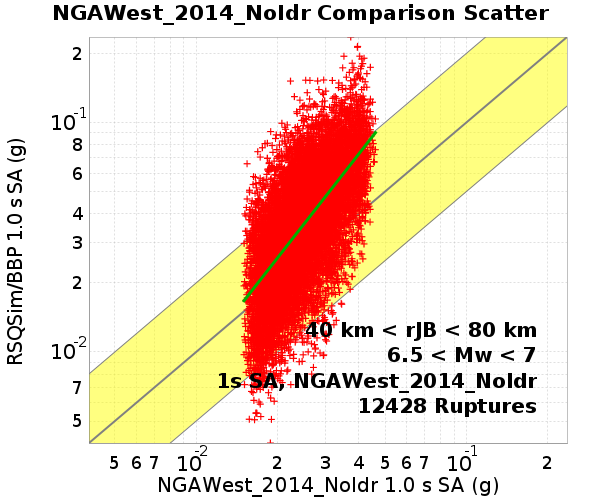 NGAWest_2014_NoIdr Comparison Scatter
2
10-1
8
6
4
3
2
10-2
7
5
RSQSim/BBP 1.0 s SA (g)
40 km < rJB < 80 km
6.5 < Mw < 7
1s SA, NGAWest_2014_NoIdr
12428 Ruptures
5 6 7 10-2 2 3 4 5 6 7 10-1 2
NGAWest_2014_NoIdr 1.0 s SA (g)